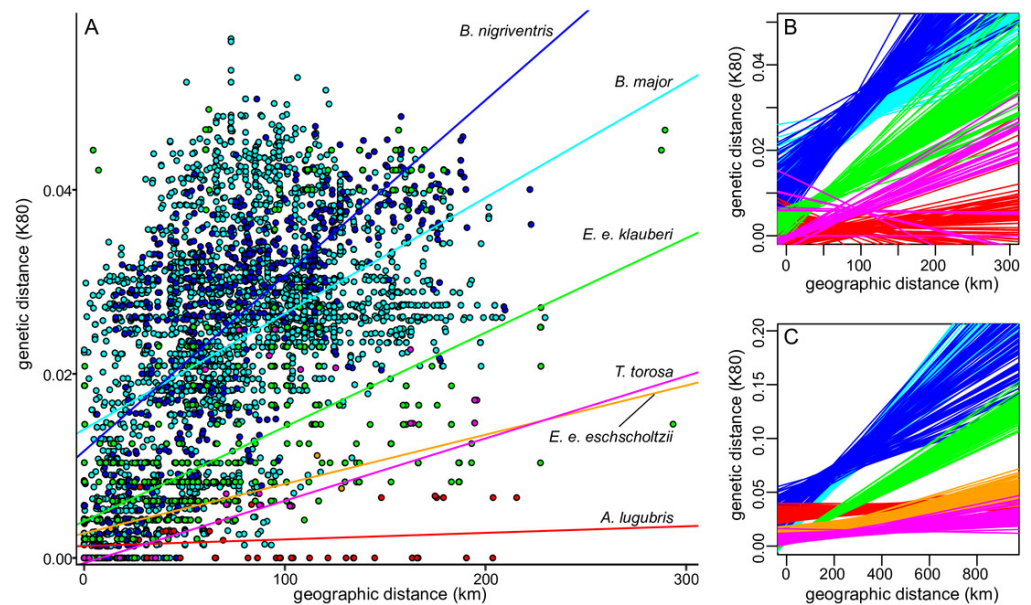 A
B. nigriventris
B. major
E. e. klauberi
T. torosa
E. e. eschscholtzii
A. lugubris
genetic distance (K80)
0.04
0.02
0.00
0
100
200
300
geographic distance (km)
B
genetic distance (K80)
0.04
0.02
0.00
0
100
200
300
geographic distance (km)
C
genetic distance (K80)
0.20
0.15
0.10
0.05
0.00
0
200
400
600
800
geographic distance (km)